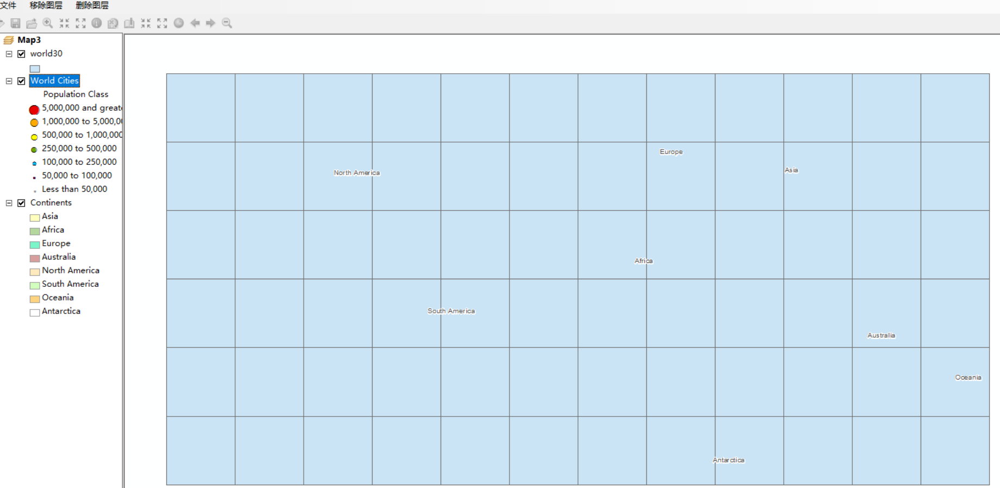 文件 移除图层 删除图层
Map3
world30
World Cities
Population Class
5,000,000 and great
1,000,000 to 5,000,0
500,000 to 1,000,000
250,000 to 500,000
100,000 to 250,000
50,000 to 100,000
Less than 50,000
Continents
Asia
Africa
Europe
Australia
North America
South America
Oceania
Antarctica
Europe
Asia
North America
Africa
South America
Australia
Oceania
Antarctica